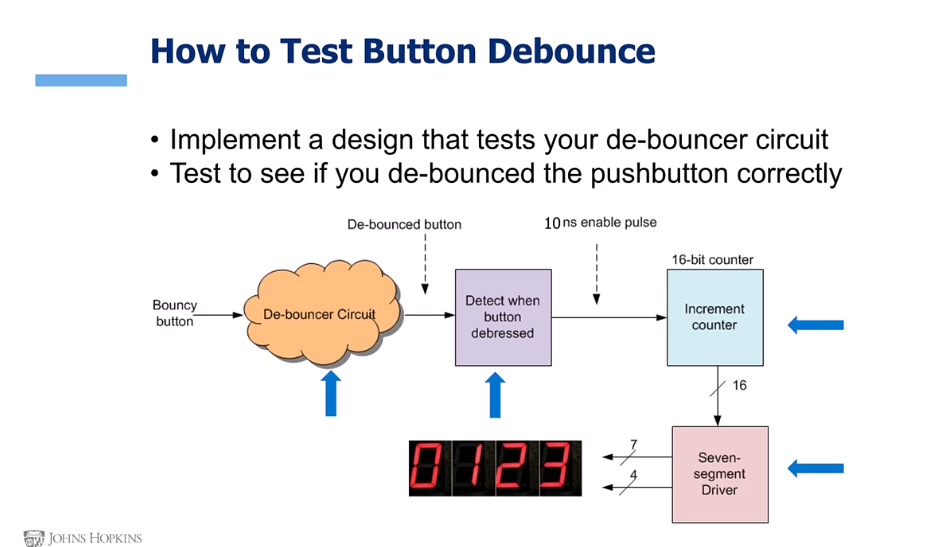 How to Test Button Debounce
• Implement a design that tests your de-bouncer circuit
• Test to see if you de-bounced the pushbutton correctly
De-bounced button
10 ns enable pulse
16-bit counter
Bouncy
button
De-bouncer Circuit
Detect when
button
debressed
Increment
counter
16
0123
7
4
Seven-
segment
Driver
JOHNS HOPKINS